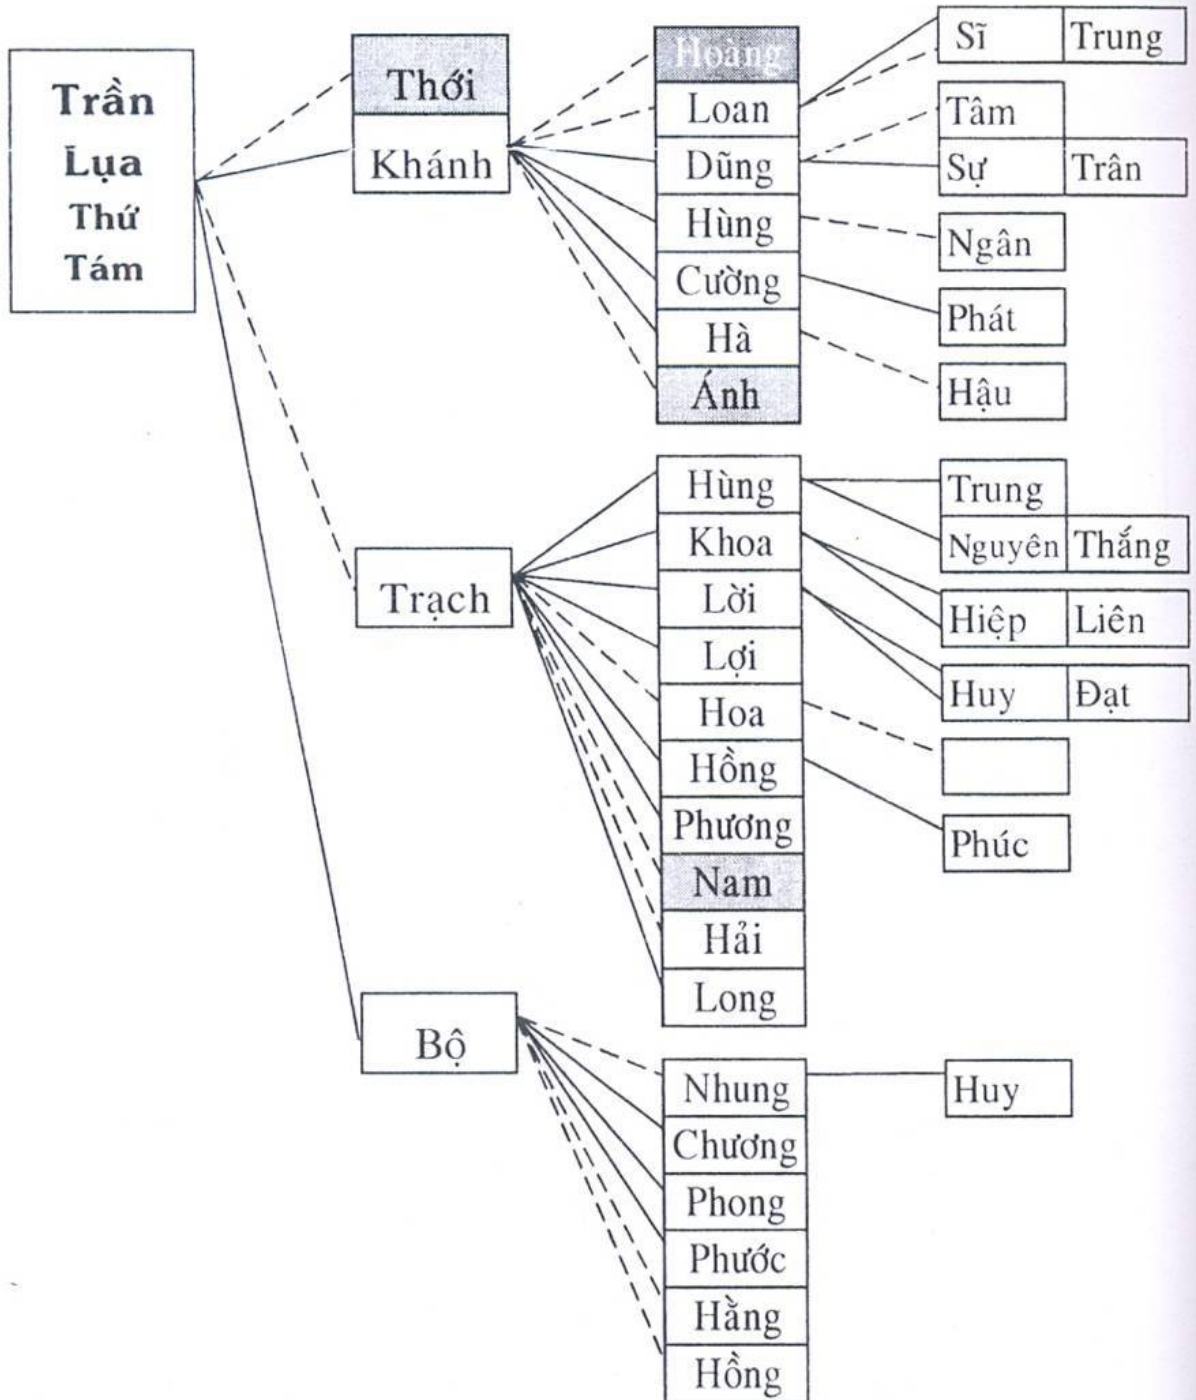 Trần
Lụa
Thứ
Tám
Thới
Khánh
Hoàng
Loan
Dũng
Hùng
Cường
Hà
Ánh
Sĩ Trung
Tâm
Sự Trân
Ngân
Phát
Hậu
Trạch
Hùng
Khoa
Lời
Lợi
Hoa
Hồng
Phương
Nam
Hải
Long
Trung
Nguyên Thắng
Hiệp Liên
Huy Đạt
Phúc
Bộ
Nhung
Chương
Phong
Phước
Hằng
Hồng
Huy